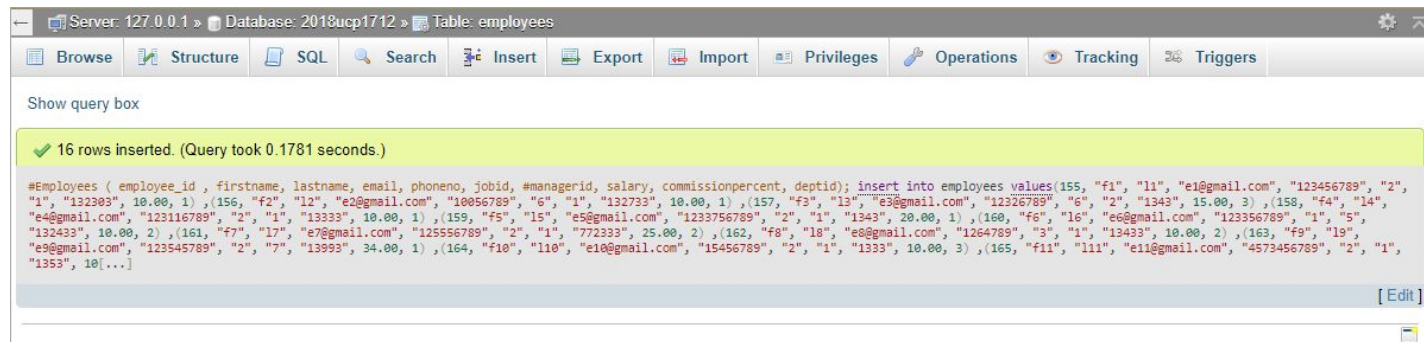 Server: 127.0.0.1 » Database: 2018ucp1712 » Table: employees
Browse Structure SQL Search Insert Export Import Privileges Operations Tracking Triggers
Show query box
16 rows inserted. (Query took 0.1781 seconds.)
#Employees ( employee_id , firstname, lastname, email, phoneno, jobid, #managerid, salary, commissionpercent, deptid); insert into employees values(155, "f1", "l1", "e1@gmail.com", "123456789", "2",
"1", "132303", 10.00, 1) ,(156, "f2", "l2", "e2@gmail.com", "10056789", "6", "1", "132733", 10.00, 1) ,(157, "f3", "l3", "e3@gmail.com", "12326789", "6", "2", "1343", 15.00, 3) ,(158, "f4", "l4",
"e4@gmail.com", "123116789", "2", "1", "13333", 10.00, 1) ,(159, "f5", "l5", "e5@gmail.com", "1233756789", "2", "1", "1343", 20.00, 1) ,(160, "f6", "l6", "e6@gmail.com", "123356789", "1", "5",
"132433", 10.00, 2) ,(161, "f7", "l7", "e7@gmail.com", "125556789", "2", "1", "772333", 25.00, 2) ,(162, "f8", "l8", "e8@gmail.com", "1264789", "3", "1", "13433", 10.00, 2) ,(163, "f9", "l9",
"e9@gmail.com", "123545789", "2", "7", "13993", 34.00, 1) ,(164, "f10", "l10", "e10@gmail.com", "15456789", "2", "1", "1333", 10.00, 3) ,(165, "f11", "l11", "e11@gmail.com", "4573456789", "2", "1",
"1353", 10[...]
[ Edit ]